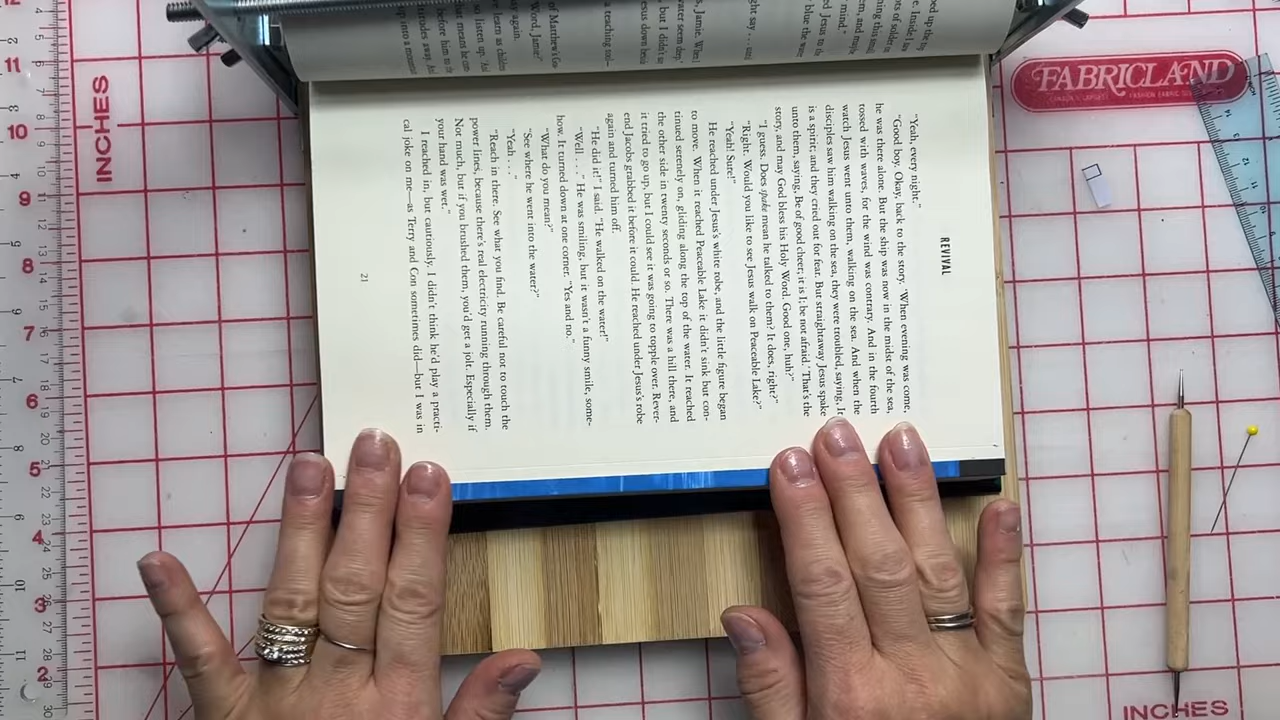 REVIVAL
"Yeah, every night."
"Good boy. Okay, back to the story. 'When evening was come,
he was there alone. But the ship was now in the midst of the sea,
tossed with waves, for the wind was contrary. And in the fourth
watch Jesus went unto them, walking on the sea. And when the
disciples saw him walking on the sea, they were troubled, saying, It
is a spirit; and they cried out for fear. But straightaway Jesus spake
unto them, saying, Be of good cheer; it is I; be not afraid.' That's the
story, and may God bless his Holy Word. Good one, huh?"
"I guess. Does spake mean he talked to them? It does, right?"
"Right. Would you like to see Jesus walk on Peaceable Lake?"
"Yeah! Sure!"
He reached under Jesus's white robe, and the little figure began
to move. When it reached Peaceable Lake it didn't sink but con-
tinued serenely on, gliding along the top of the water. It reached
the other side in twenty seconds or so. There was a hill there, and
it tried to go up, but I could see it was going to topple over. Rever-
end Jacobs grabbed it before it could. He reached under Jesus's robe
again and turned him off.
"He did it!" I said. "He walked on the water!"
"Well . . ." He was smiling, but it wasn't a funny smile, some-
how. It turned down at one corner. "Yes and no."
"What do you mean?"
"See where he went into the water?"
"Yeah . . ."
"Reach in there. See what you find. Be careful not to touch the
power lines, because there's real electricity running through them.
Not much, but if you brushed them, you'd get a jolt. Especially if
your hand was wet."
I reached in, but cautiously. I didn't think he'd play a practi-
cal joke on me—as Terry and Con sometimes did—but I was in
21
FABRICLAND
INCHES
11
10
9
8
7
6
5
4
3
2
INCHES